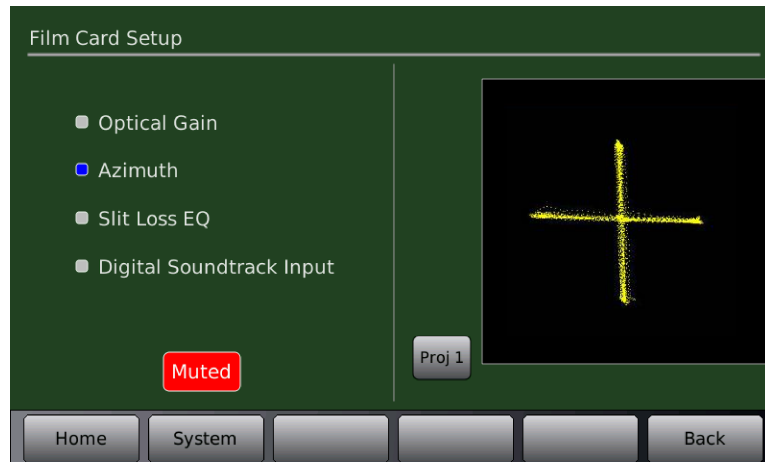 Film Card Setup
Optical Gain
Azimuth
Slit Loss EQ
Digital Soundtrack Input
Muted
Proj 1
Home
System
Back